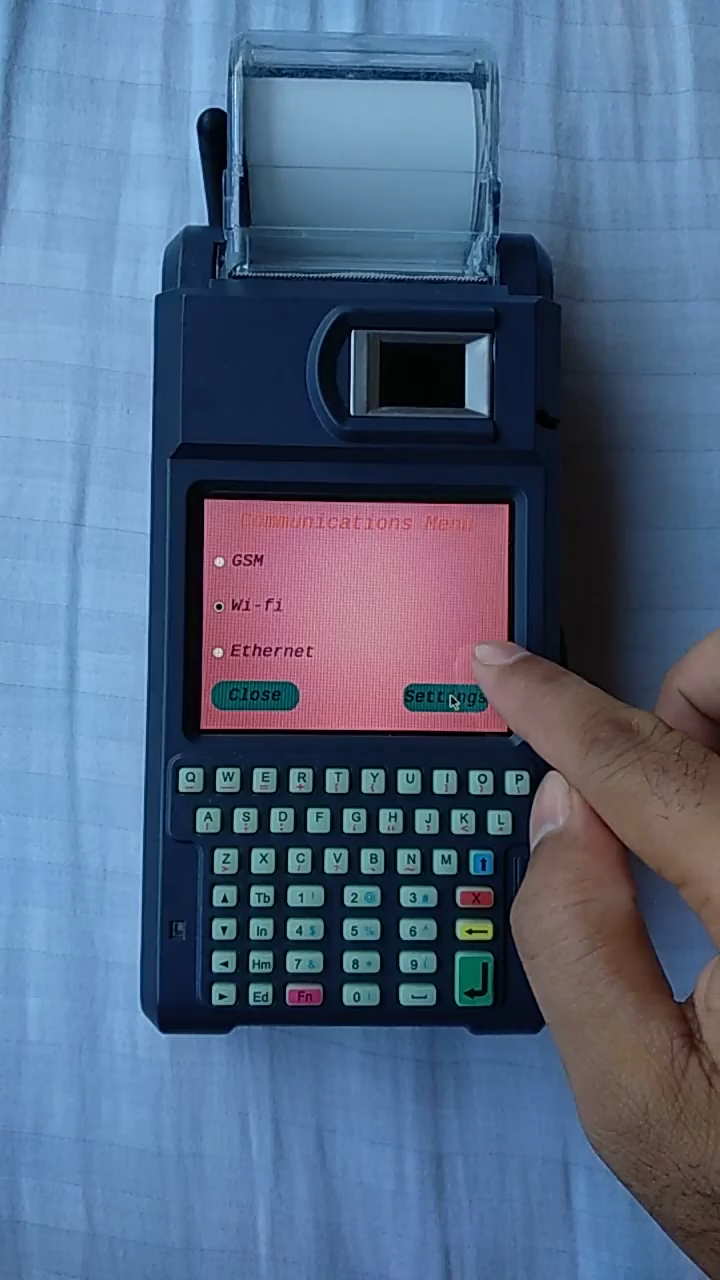 Communications Menu
GSM
Wi-fi
Ethernet
Close Settings
Q W E R T Y U I O P
A S D F G H J K L
Z X C V B N M
Tb 1 ! 2 @ 3 #
In 4 $ 5 % 6 ^
Hm 7 & 8 * 9 (
Ed Fn 0 )